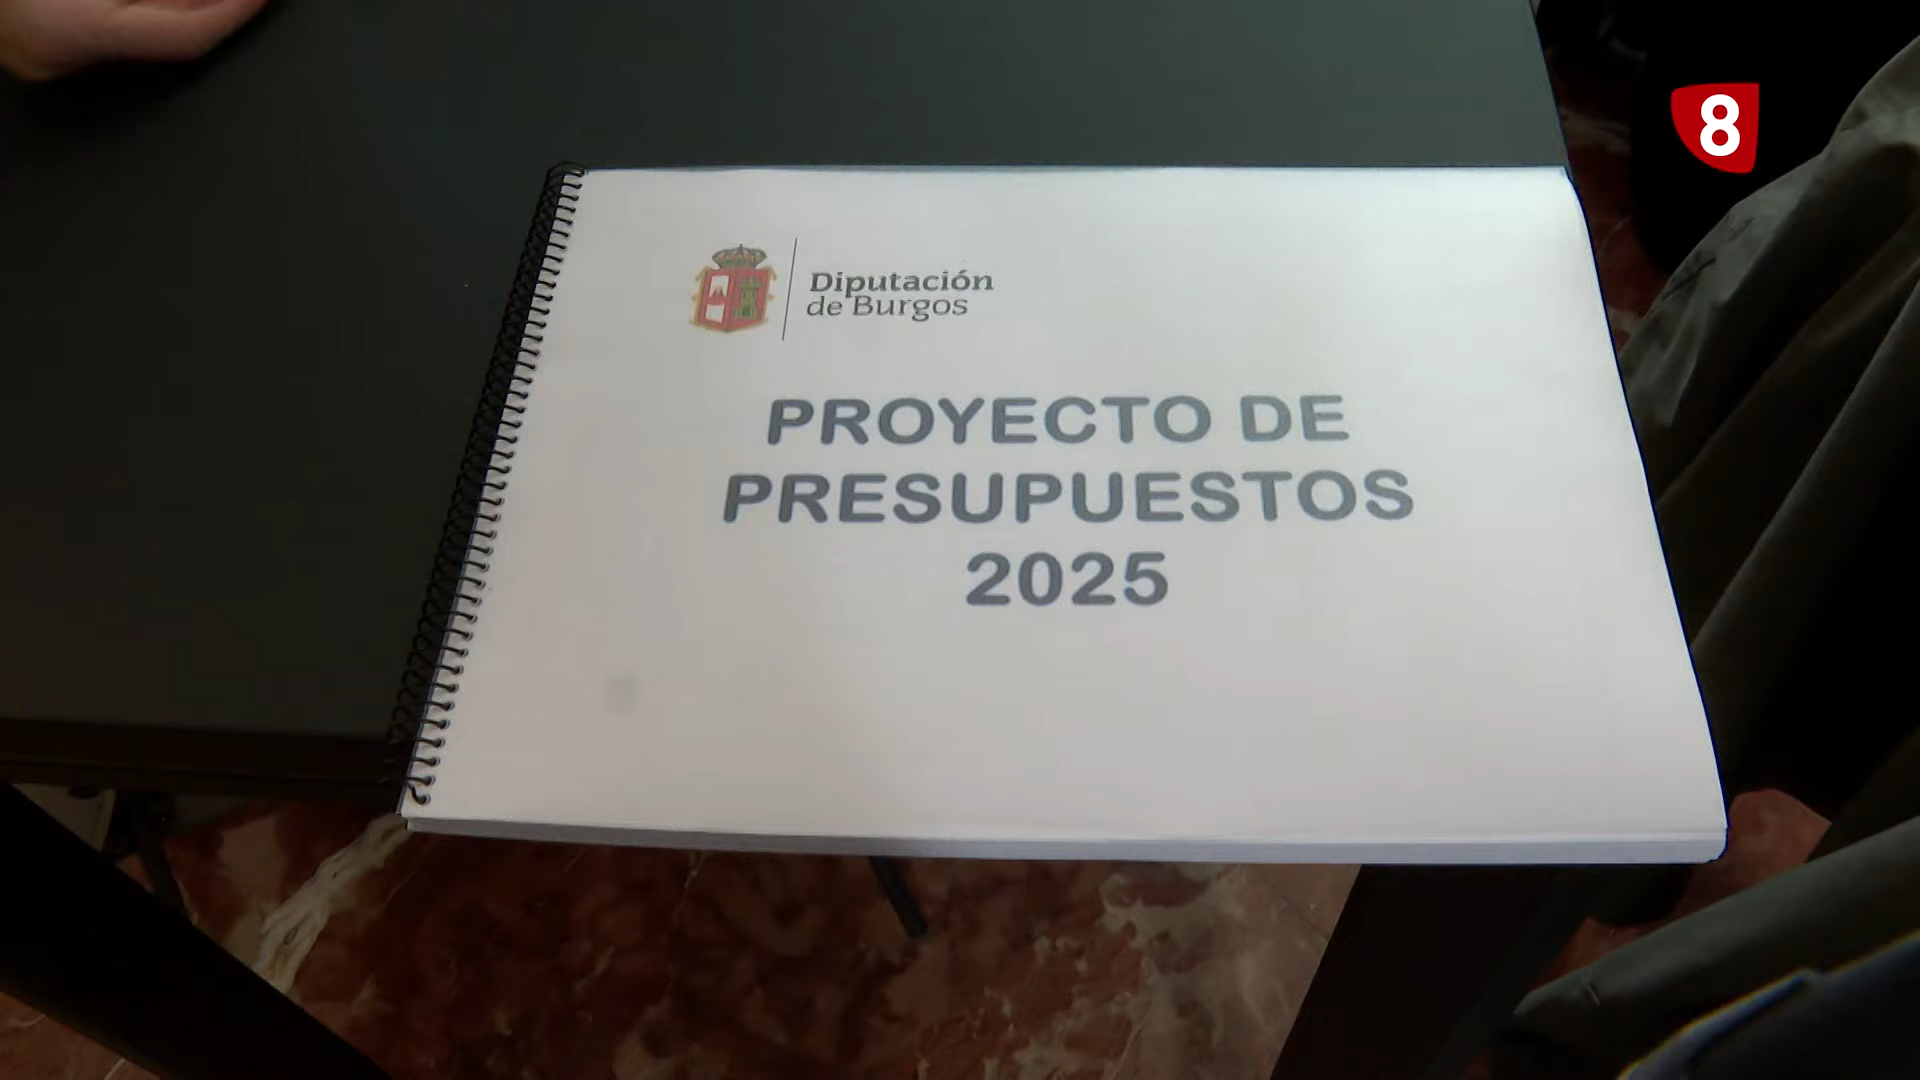 8
Diputación
de Burgos
PROYECTO DE
PRESUPUESTOS
2025